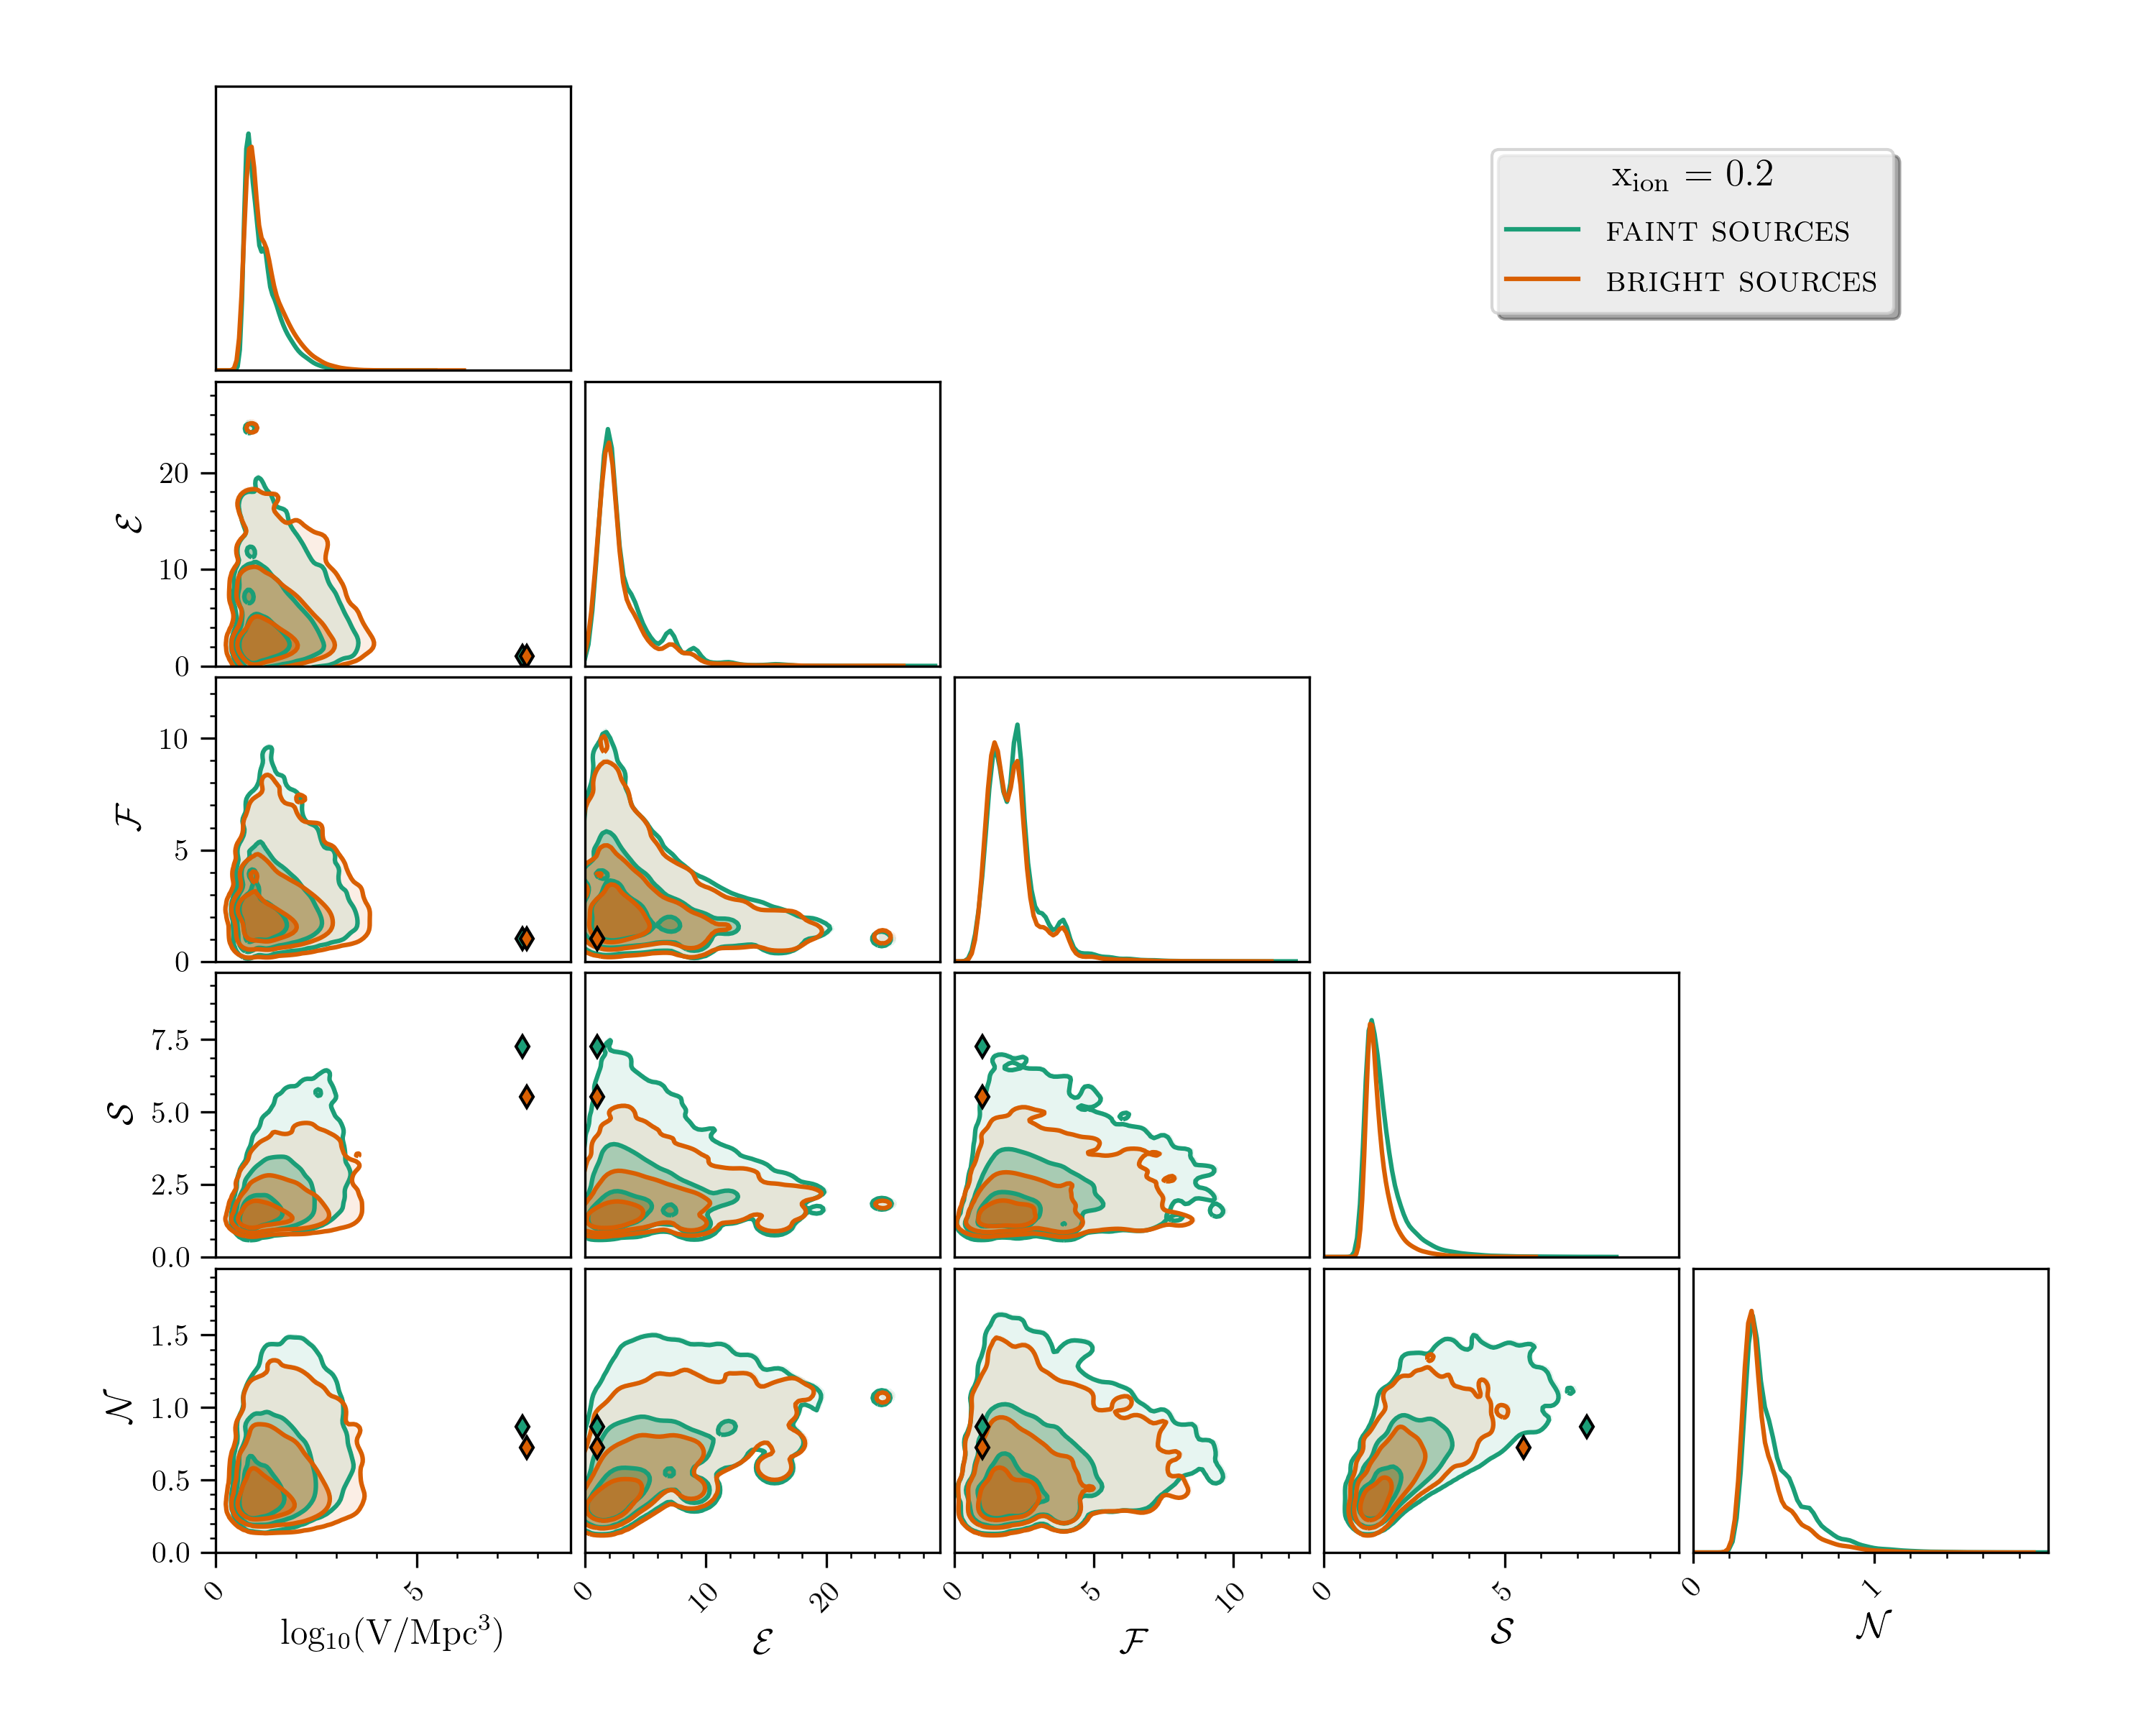 x_ion = 0.2
FAINT SOURCES
BRIGHT SOURCES
ℰ
20
10
0
ℱ
10
5
0
𝒮
7.5
5.0
2.5
0.0
𝒩
1.5
1.0
0.5
0.0
0 5
0 10 20
0 5 10
0 5
0 1
log₁₀(V/Mpc³)
ℰ
ℱ
𝒮
𝒩